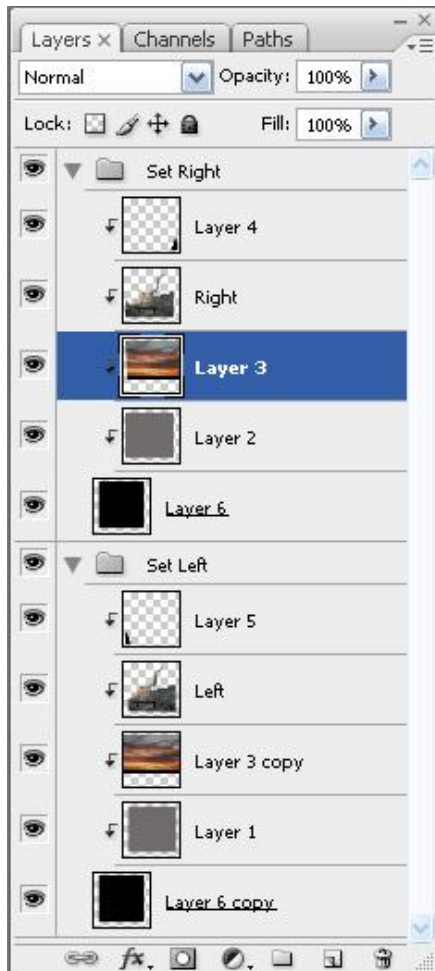 Layers × Channels Paths
Normal Opacity: 100%
Lock: Fill: 100%
Set Right
Layer 4
Right
Layer 3
Layer 2
Layer 6
Set Left
Layer 5
Left
Layer 3 copy
Layer 1
Layer 6 copy
fx.